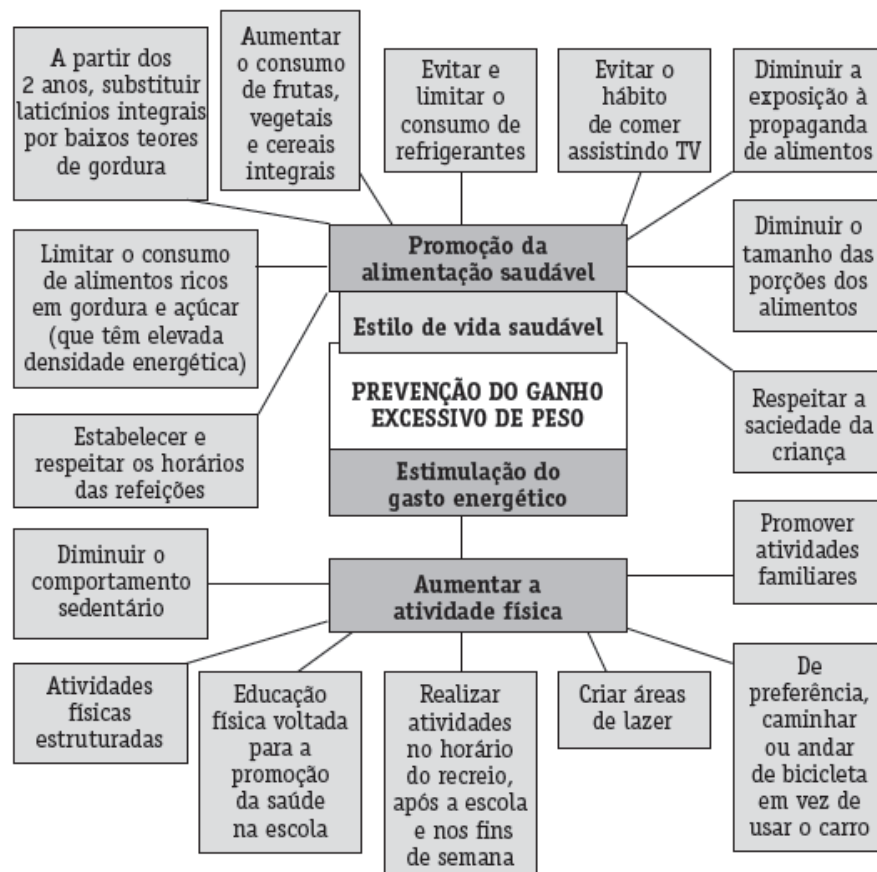 A partir dos
2 anos, substituir
laticínios integrais
por baixos teores
de gordura
Aumentar
o consumo
de frutas,
vegetais
e cereais
integrais
Evitar e
limitar o
consumo de
refrigerantes
Evitar o
hábito
de comer
assistindo TV
Diminuir a
exposição à
propaganda
de alimentos
Promoção da
alimentação saudável
Limitar o consumo
de alimentos ricos
em gordura e açúcar
(que têm elevada
densidade energética)
Diminuir o
tamanho das
porções dos
alimentos
Estilo de vida saudável
PREVENÇÃO DO GANHO
EXCESSIVO DE PESO
Respeitar a
saciedade da
criança
Estabelecer e
respeitar os horários
das refeições
Estimulação do
gasto energético
Promover
atividades
familiares
Diminuir o
comportamento
sedentário
Aumentar a
atividade física
Atividades
físicas
estruturadas
Educação
física voltada
para a
promoção
da saúde
na escola
Realizar
atividades
no horário
do recreio,
após a escola
e nos fins
de semana
Criar áreas
de lazer
De
preferência,
caminhar
ou andar
de bicicleta
em vez de
usar o carro